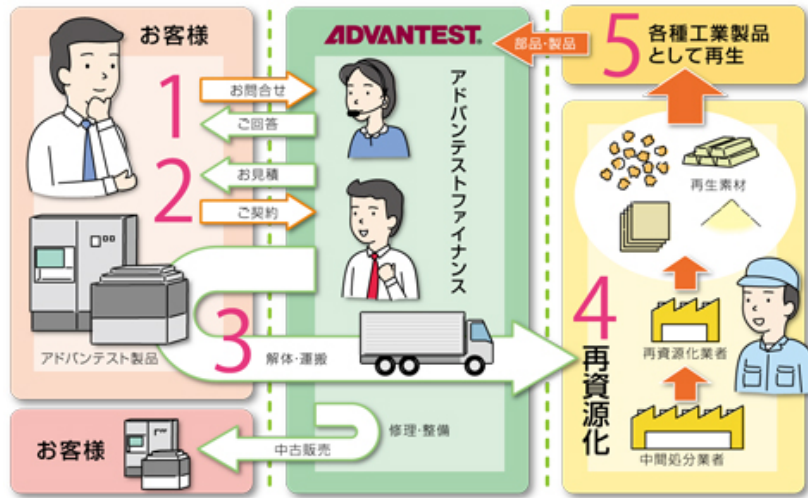 お客様
1
お問合せ
ご回答
2
お見積
ご契約
アドバンテスト製品
ADVANTEST®
アドバンテストファイナンス
3
解体・運搬
お客様
中古販売
修理・整備
4
再資源化
中間処分業者
再資源化業者
再生素材
5
各種工業製品
として再生
部品・製品